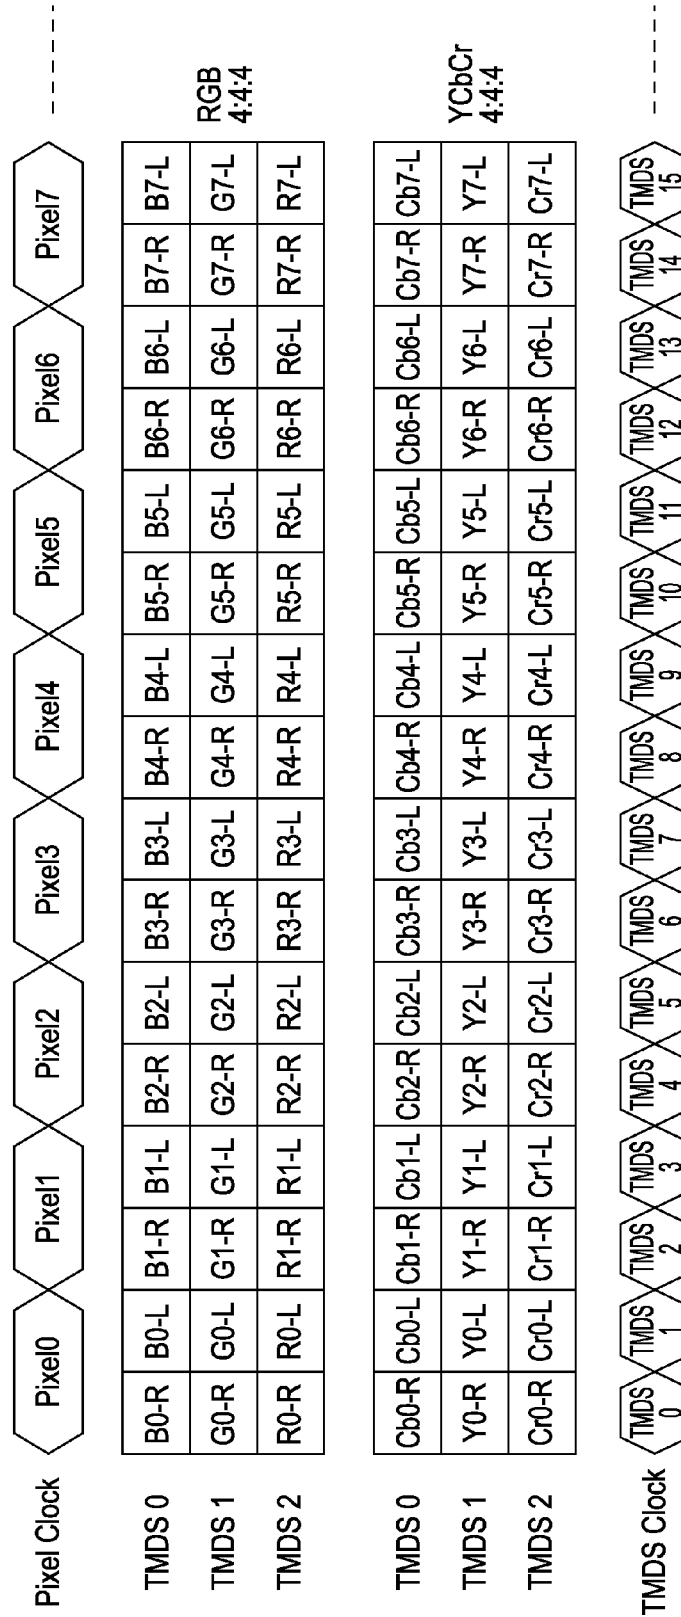 Pixel Clock Pixel0 Pixel1 Pixel2 Pixel3 Pixel4 Pixel5 Pixel6 Pixel7
TMDS 0 B0-R B0-L B1-R B1-L B2-R B2-L B3-R B3-L B4-R B4-L B5-R B5-L B6-R B6-L B7-R B7-L
TMDS 1 G0-R G0-L G1-R G1-L G2-R G2-L G3-R G3-L G4-R G4-L G5-R G5-L G6-R G6-L G7-R G7-L
TMDS 2 R0-R R0-L R1-R R1-L R2-R R2-L R3-R R3-L R4-R R4-L R5-R R5-L R6-R R6-L R7-R R7-L
RGB
4:4:4
TMDS 0 Cb0-R Cb0-L Cb1-R Cb1-L Cb2-R Cb2-L Cb3-R Cb3-L Cb4-R Cb4-L Cb5-R Cb5-L Cb6-R Cb6-L Cb7-R Cb7-L
TMDS 1 Y0-R Y0-L Y1-R Y1-L Y2-R Y2-L Y3-R Y3-L Y4-R Y4-L Y5-R Y5-L Y6-R Y6-L Y7-R Y7-L
TMDS 2 Cr0-R Cr0-L Cr1-R Cr1-L Cr2-R Cr2-L Cr3-R Cr3-L Cr4-R Cr4-L Cr5-R Cr5-L Cr6-R Cr6-L Cr7-R Cr7-L
YCbCr
4:4:4
TMDS Clock TMDS TMDS TMDS TMDS TMDS TMDS TMDS TMDS TMDS TMDS TMDS TMDS TMDS TMDS TMDS TMDS
0 1 2 3 4 5 6 7 8 9 10 11 12 13 14 15